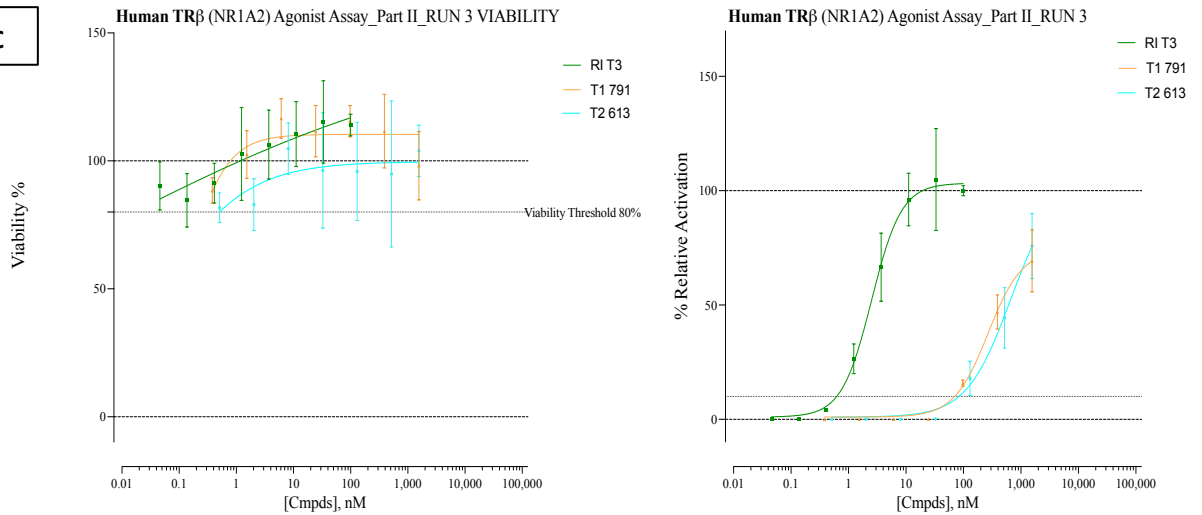 C
Human TRβ (NR1A2) Agonist Assay_Part II_RUN 3 VIABILITY
150
RI T3
T1 791
T2 613
100
Viability Threshold 80%
Viability %
50
0
0.01 0.1 1 10 100 1,000 10,000 100,000
[Cmpds], nM
Human TRβ (NR1A2) Agonist Assay_Part II_RUN 3
RI T3
T1 791
T2 613
150
100
% Relative Activation
50
0
0.01 0.1 1 10 100 1,000 10,000 100,000
[Cmpds], nM